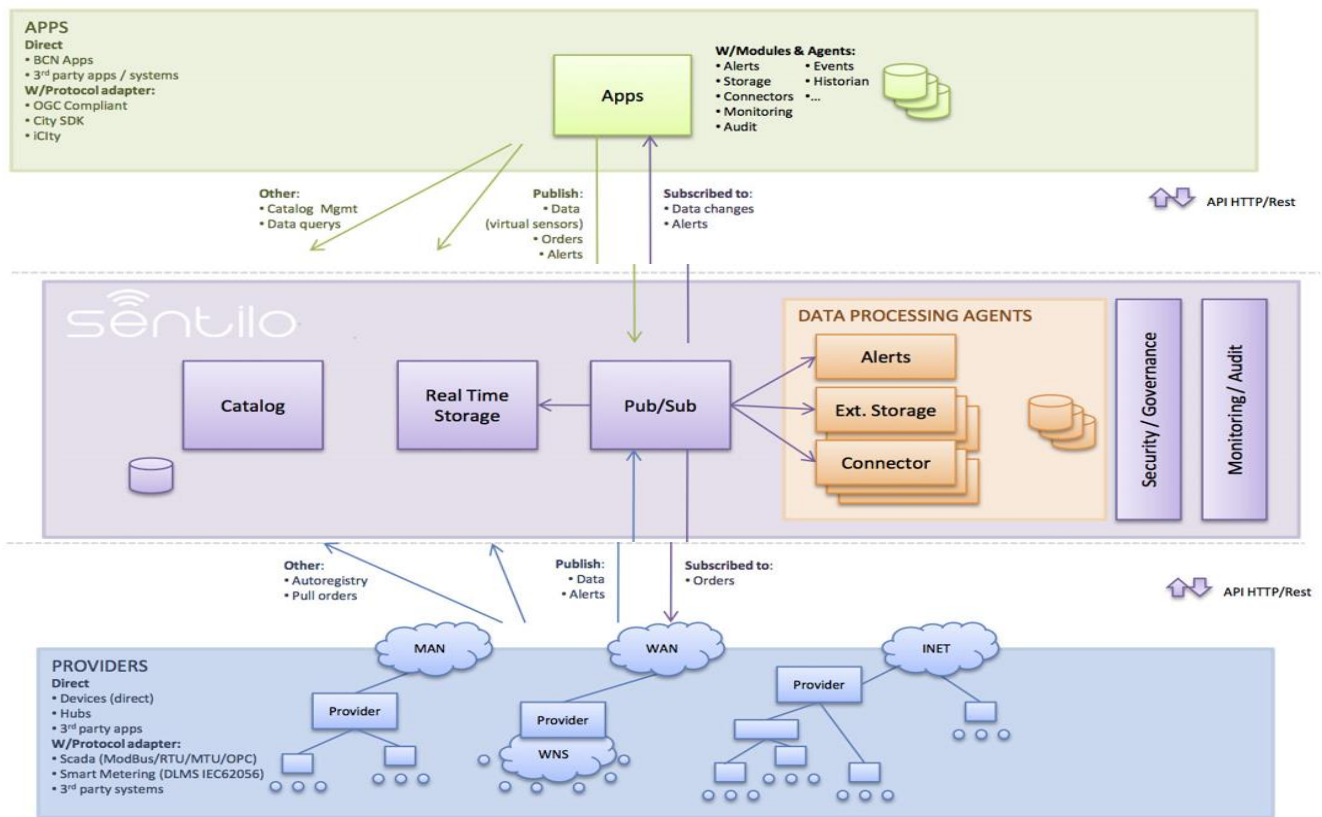 APPS
Direct
• BCN Apps
• 3rd party apps / systems
W/Protocol adapter:
• OGC Compliant
• City SDK
• iCIty
Apps
W/Modules & Agents:
• Alerts
• Storage
• Connectors
• Monitoring
• Audit
• Events
• Historian
•...
Other:
• Catalog Mgmt
• Data querys
Publish:
• Data
(virtual sensors)
• Orders
• Alerts
Subscribed to:
• Data changes
• Alerts
API HTTP/Rest
sentilo
Catalog
Real Time
Storage
Pub/Sub
DATA PROCESSING AGENTS
Alerts
Ext. Storage
Connector
Security / Governance
Monitoring / Audit
Other:
• Autoregistry
• Pull orders
Publish:
• Data
• Alerts
Subscribed to:
• Orders
API HTTP/Rest
PROVIDERS
Direct
• Devices (direct)
• Hubs
• 3rd party apps
W/Protocol adapter:
• Scada (ModBus/RTU/MTU/OPC)
• Smart Metering (DLMS IEC62056)
• 3rd party systems
MAN
Provider
WAN
Provider
WNS
INET
Provider